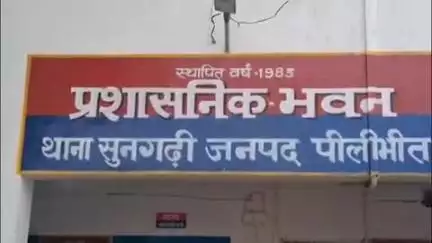 स्थापित वर्ष-1985
प्रशासनिक-भवन
थाना सुनगढ़ी जनपद पीलीभीत